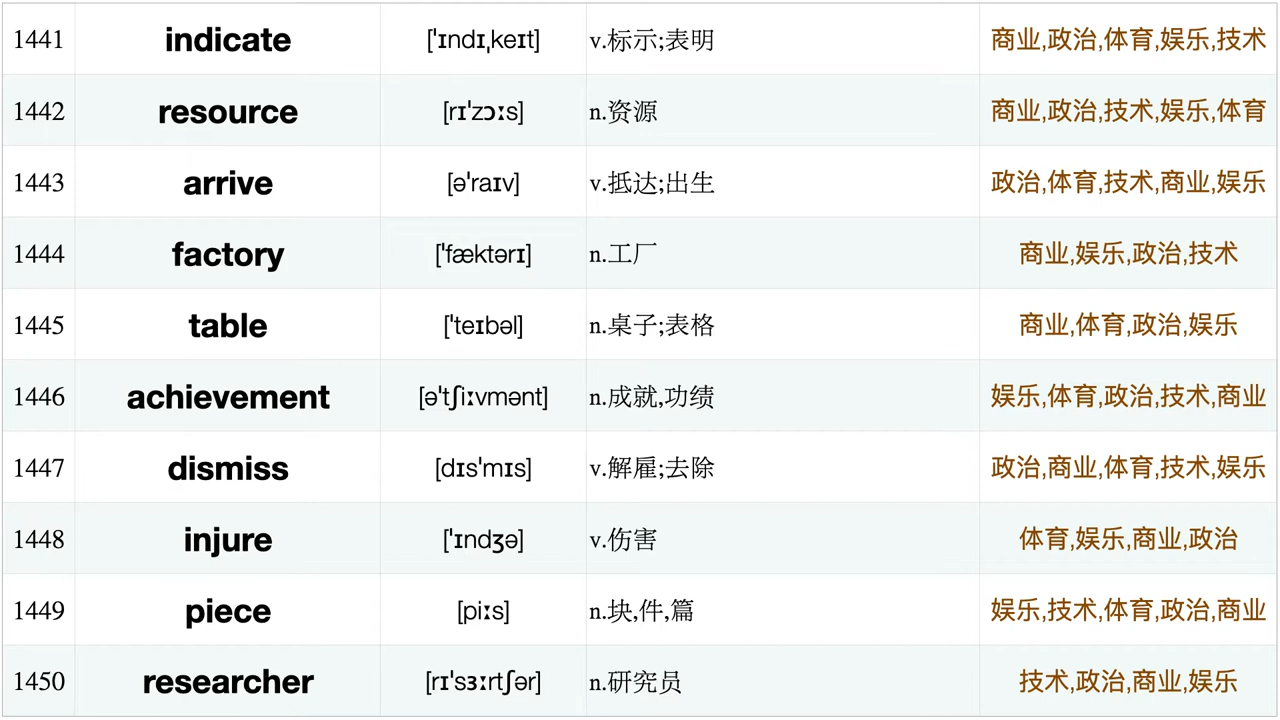 1441 indicate [ˈɪndɪˌkeɪt] v.标示;表明 商业,政治,体育,娱乐,技术
1442 resource [rɪˈzɔːs] n.资源 商业,政治,技术,娱乐,体育
1443 arrive [əˈraɪv] v.抵达;出生 政治,体育,技术,商业,娱乐
1444 factory [ˈfæktərɪ] n.工厂 商业,娱乐,政治,技术
1445 table [ˈteɪbəl] n.桌子;表格 商业,体育,政治,娱乐
1446 achievement [əˈtʃiːvmənt] n.成就,功绩 娱乐,体育,政治,技术,商业
1447 dismiss [dɪsˈmɪs] v.解雇;去除 政治,商业,体育,技术,娱乐
1448 injure [ˈɪndʒə] v.伤害 体育,娱乐,商业,政治
1449 piece [piːs] n.块,件,篇 娱乐,技术,体育,政治,商业
1450 researcher [rɪˈsɜːrtʃər] n.研究员 技术,政治,商业,娱乐